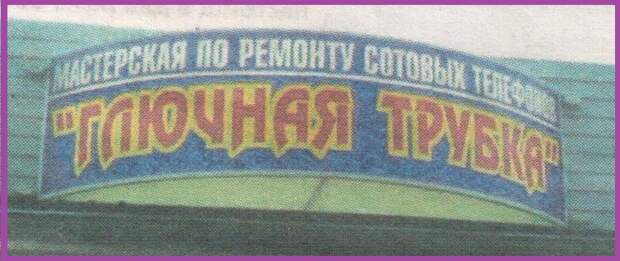 МАСТЕРСКАЯ ПО РЕМОНТУ СОТОВЫХ ТЕЛЕФОНОВ
"ГЛЮЧНАЯ ТРУБКА"